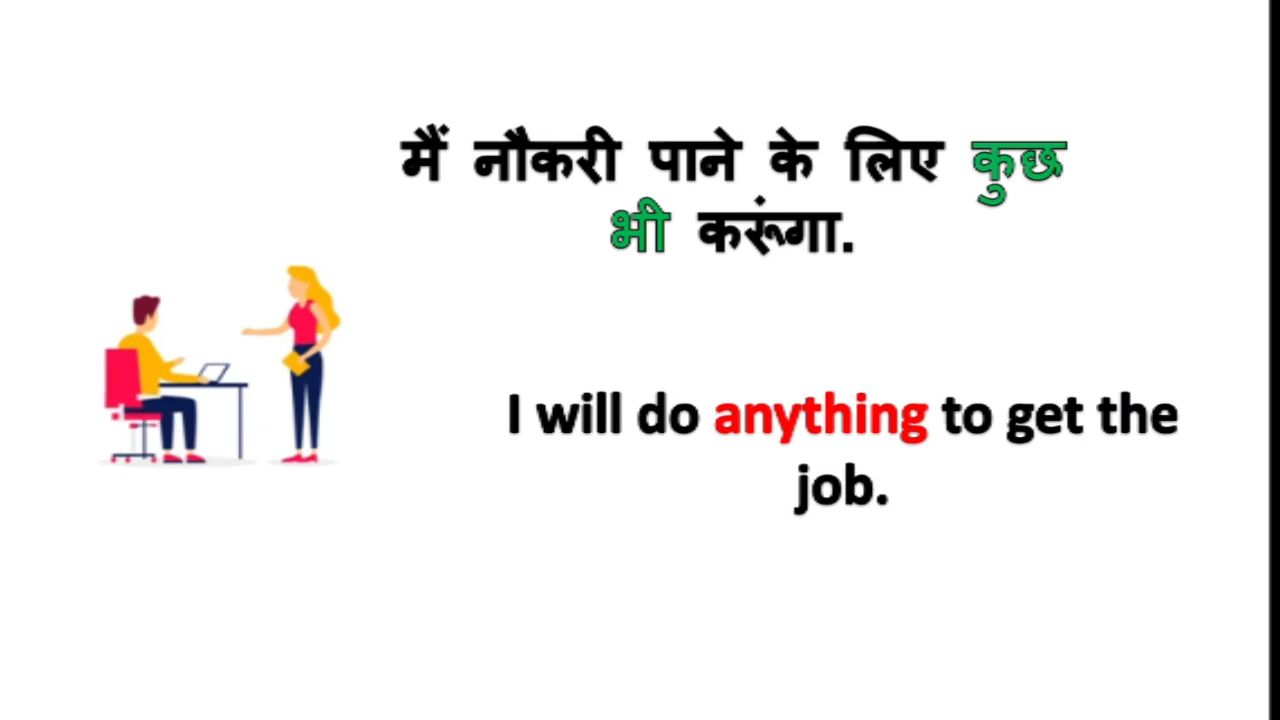 मैं नौकरी पाने के लिए कुछ
भी करूंगा.
I will do anything to get the
job.